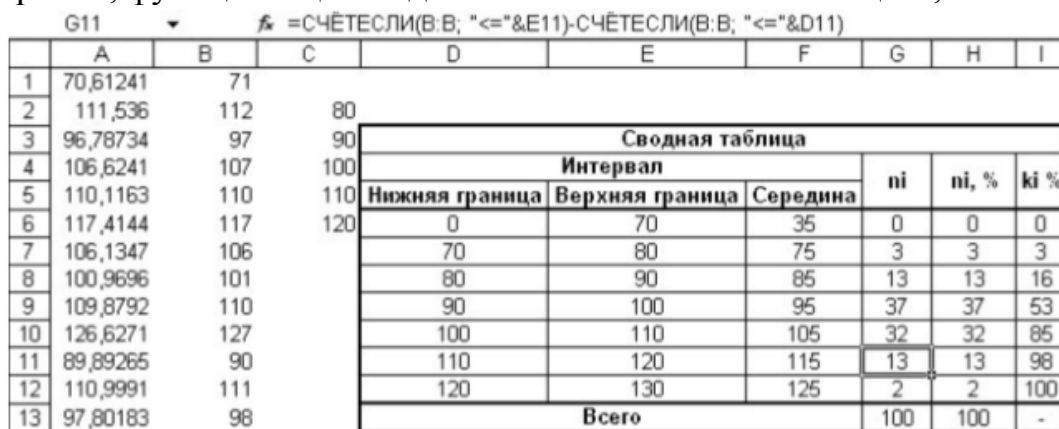 G11 fx =СЧЁТЕСЛИ(B:B; "<="&E11)-СЧЁТЕСЛИ(B:B; "<="&D11)
A B C D E F G H I
1 70,61241 71
2 111,536 112 80
3 96,78734 97 90 Сводная таблица
4 106,6241 107 100 Интервал ni ni, % ki %
5 110,1163 110 110 Нижняя граница Верхняя граница Середина
6 117,4144 117 120 0 70 35 0 0 0
7 106,1347 106 70 80 75 3 3 3
8 100,9696 101 80 90 85 13 13 16
9 109,8792 110 90 100 95 37 37 53
10 126,6271 127 100 110 105 32 32 85
11 89,89265 90 110 120 115 13 13 98
12 110,9991 111 120 130 125 2 2 100
13 97,80183 98 Всего 100 100 -